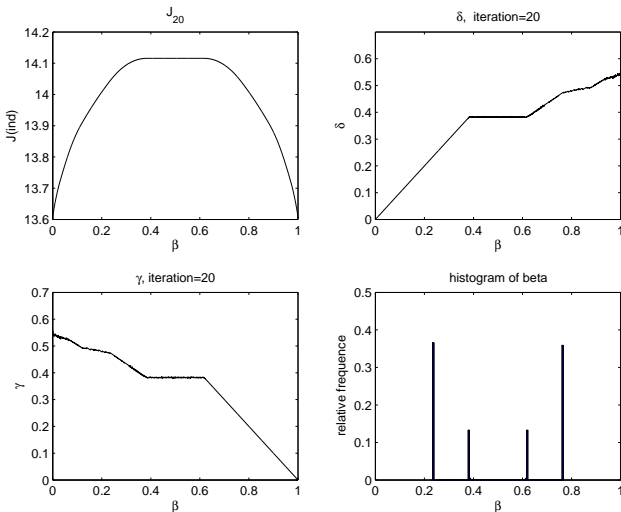 J_20
14.2
14.1
14
13.9
13.8
13.7
13.6
J(ind)
0 0.2 0.4 0.6 0.8 1
β
δ, iteration=20
0.6
0.5
0.4
0.3
0.2
0.1
0
δ
0 0.2 0.4 0.6 0.8 1
β
γ, iteration=20
0.7
0.6
0.5
0.4
0.3
0.2
0.1
0
γ
0 0.2 0.4 0.6 0.8 1
β
histogram of beta
0.5
0.4
0.3
0.2
0.1
0
relative frequence
0 0.2 0.4 0.6 0.8 1
β